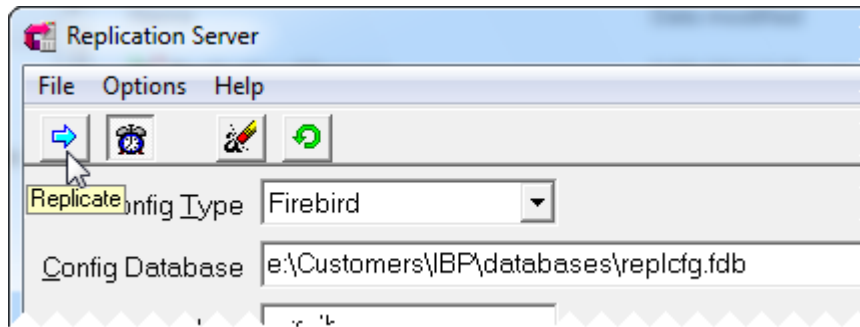 Replication Server
File Options Help
Replicate onfig Type Firebird
Config Database e:\Customers\IBP\databases\replcfg.fdb